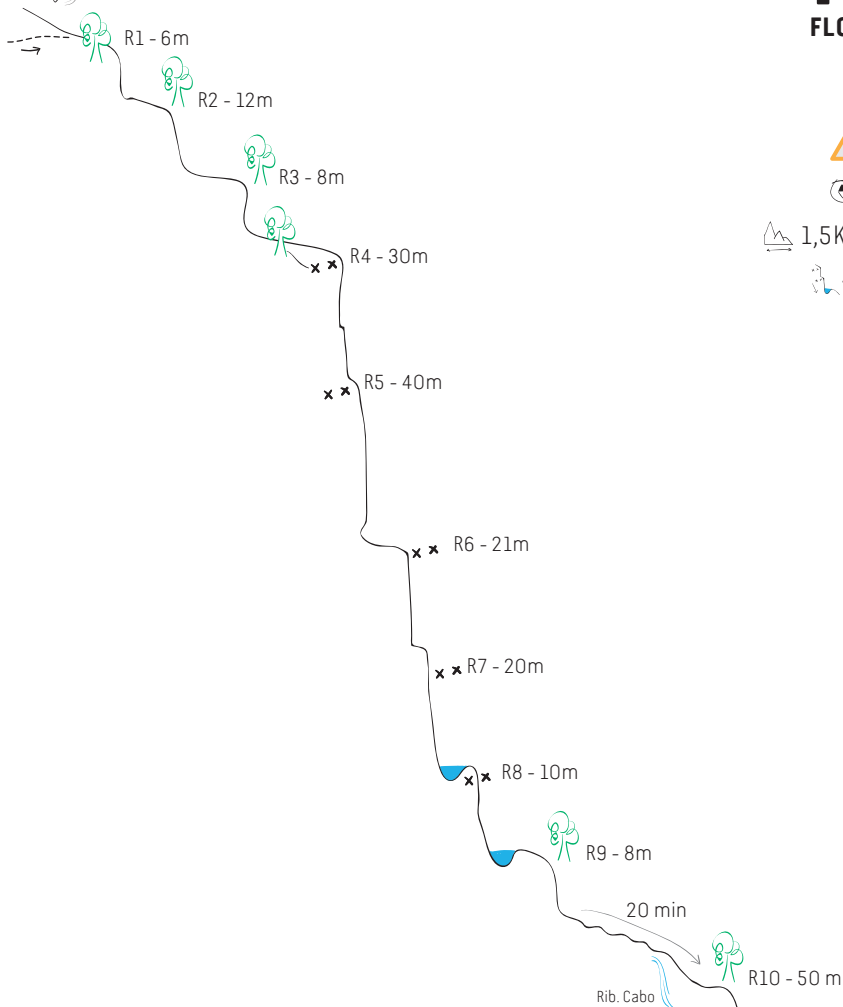 R1 - 6m
FLO
R2 - 12m
R3 - 8m
1,5K
R4 - 30m
R5 - 40m
R6 - 21m
R7 - 20m
R8 - 10m
R9 - 8m
20 min
R10 - 50 m
Rib. Cabo